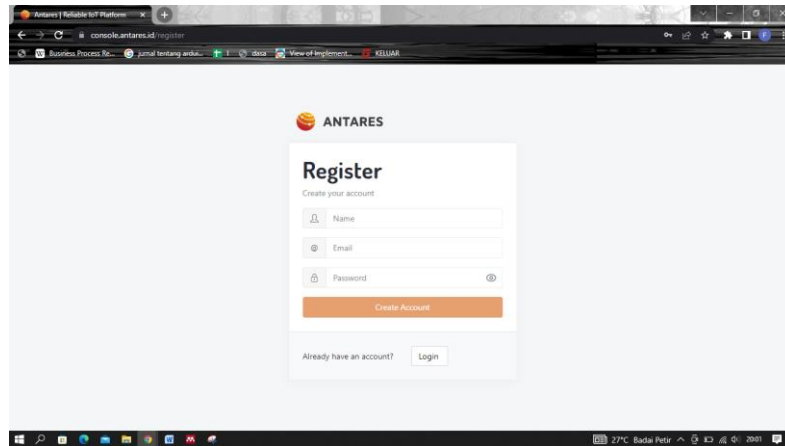 Antares | Reliable IoT Platform
console.antares.id/register
Business Process Re... jurnal tentang ardui... 1 dasa View of Implement... KELUAR
ANTARES
Register
Create your account
Name
Email
Password
Create Account
Already have an account? Login
27°C Badai Petir 20:01